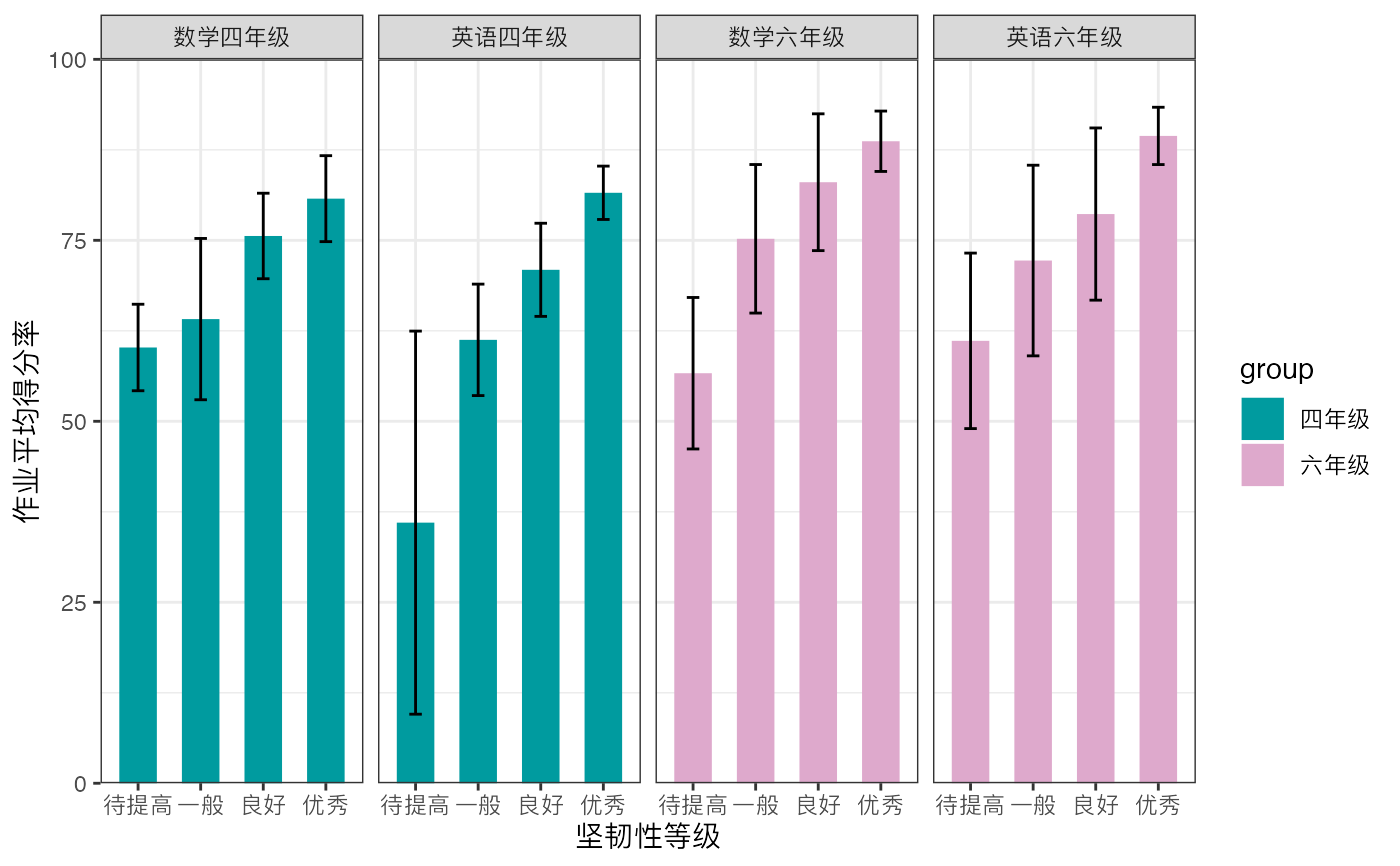 数学四年级 英语四年级 数学六年级 英语六年级
100
75
50
25
0
作业平均得分率
待提高 一般 良好 优秀 待提高 一般 良好 优秀 待提高 一般 良好 优秀 待提高 一般 良好 优秀
坚韧性等级
group
四年级
六年级